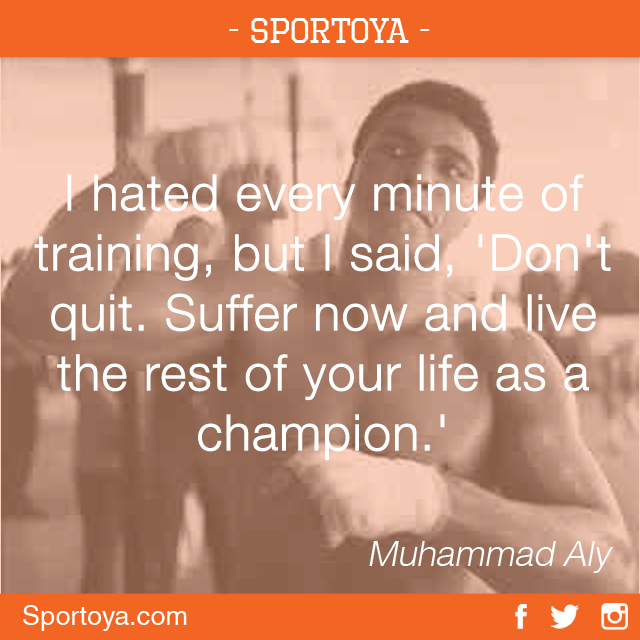 - SPORTOYA -
I hated every minute of
training, but I said, 'Don't
quit. Suffer now and live
the rest of your life as a
champion.'
Muhammad Aly
Sportoya.com